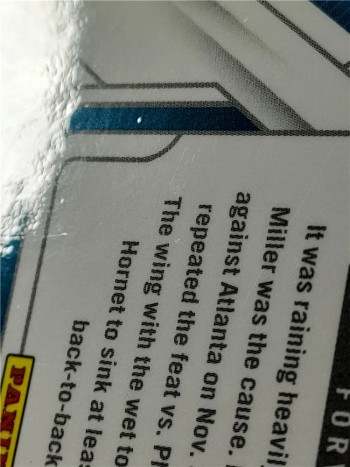 FOR
It was raining heavil
Miller was the cause.
against Atlanta on Nov.
repeated the feat vs. Pl
The wing with the wet to
Hornet to sink at leas
back-to-back
PANI